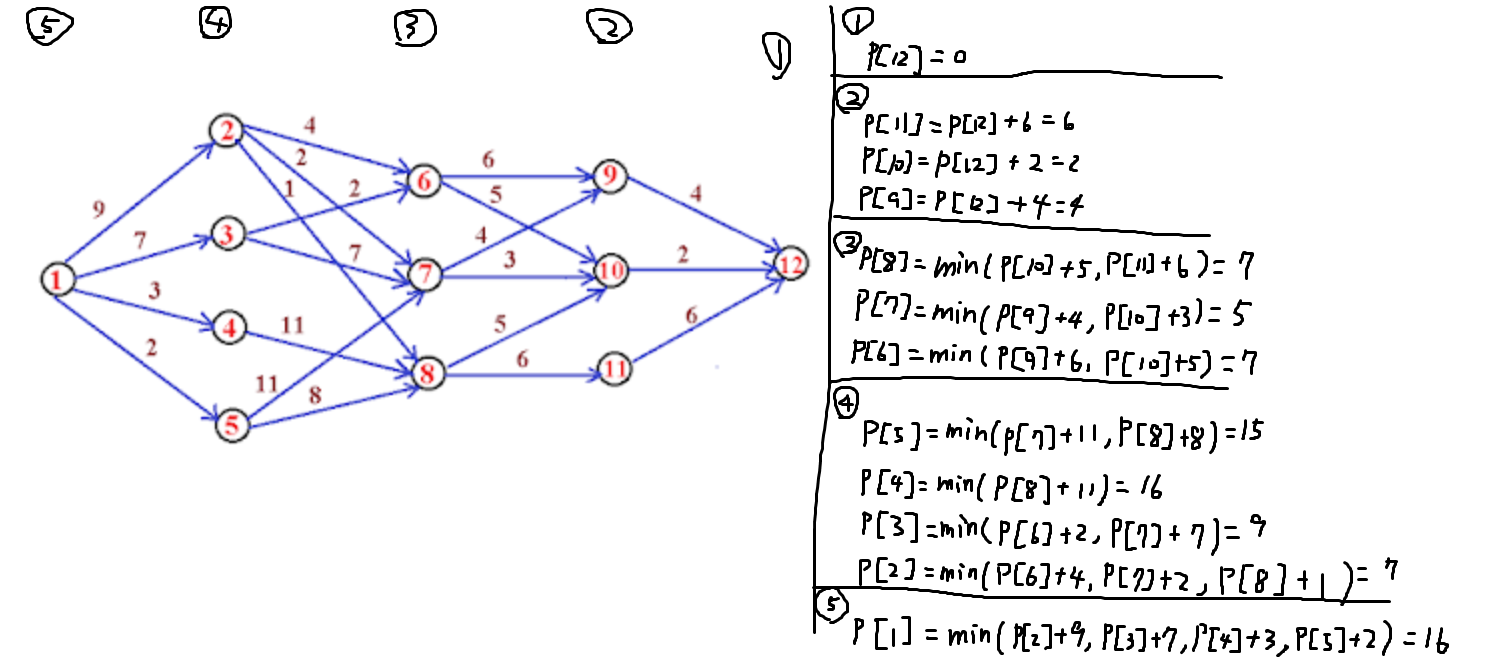 ⑤ ④ ③ ② ①
4
2
1
9
7
3
2
2
7
11
11
8
6
5
4
3
5
6
4
2
6
1
2
3
4
5
6
7
8
9
10
11
12
①
P[12]=0
②
P[11]=P[12]+6=6
P[10]=P[12]+2=2
P[9]=P[12]+4=4
③
P[8]=min(P[10]+5,P[11]+6)=7
P[7]=min(P[9]+4,P[10]+3)=5
P[6]=min(P[9]+6,P[10]+5)=7
④
P[5]=min(P[7]+11,P[8]+8)=15
P[4]=min(P[8]+11)=16
P[3]=min(P[6]+2,P[7]+7)=9
P[2]=min(P[6]+4,P[7]+2,P[8]+1)=7
⑤
P[1]=min(P[2]+9,P[3]+7,P[4]+3,P[5]+2)=16